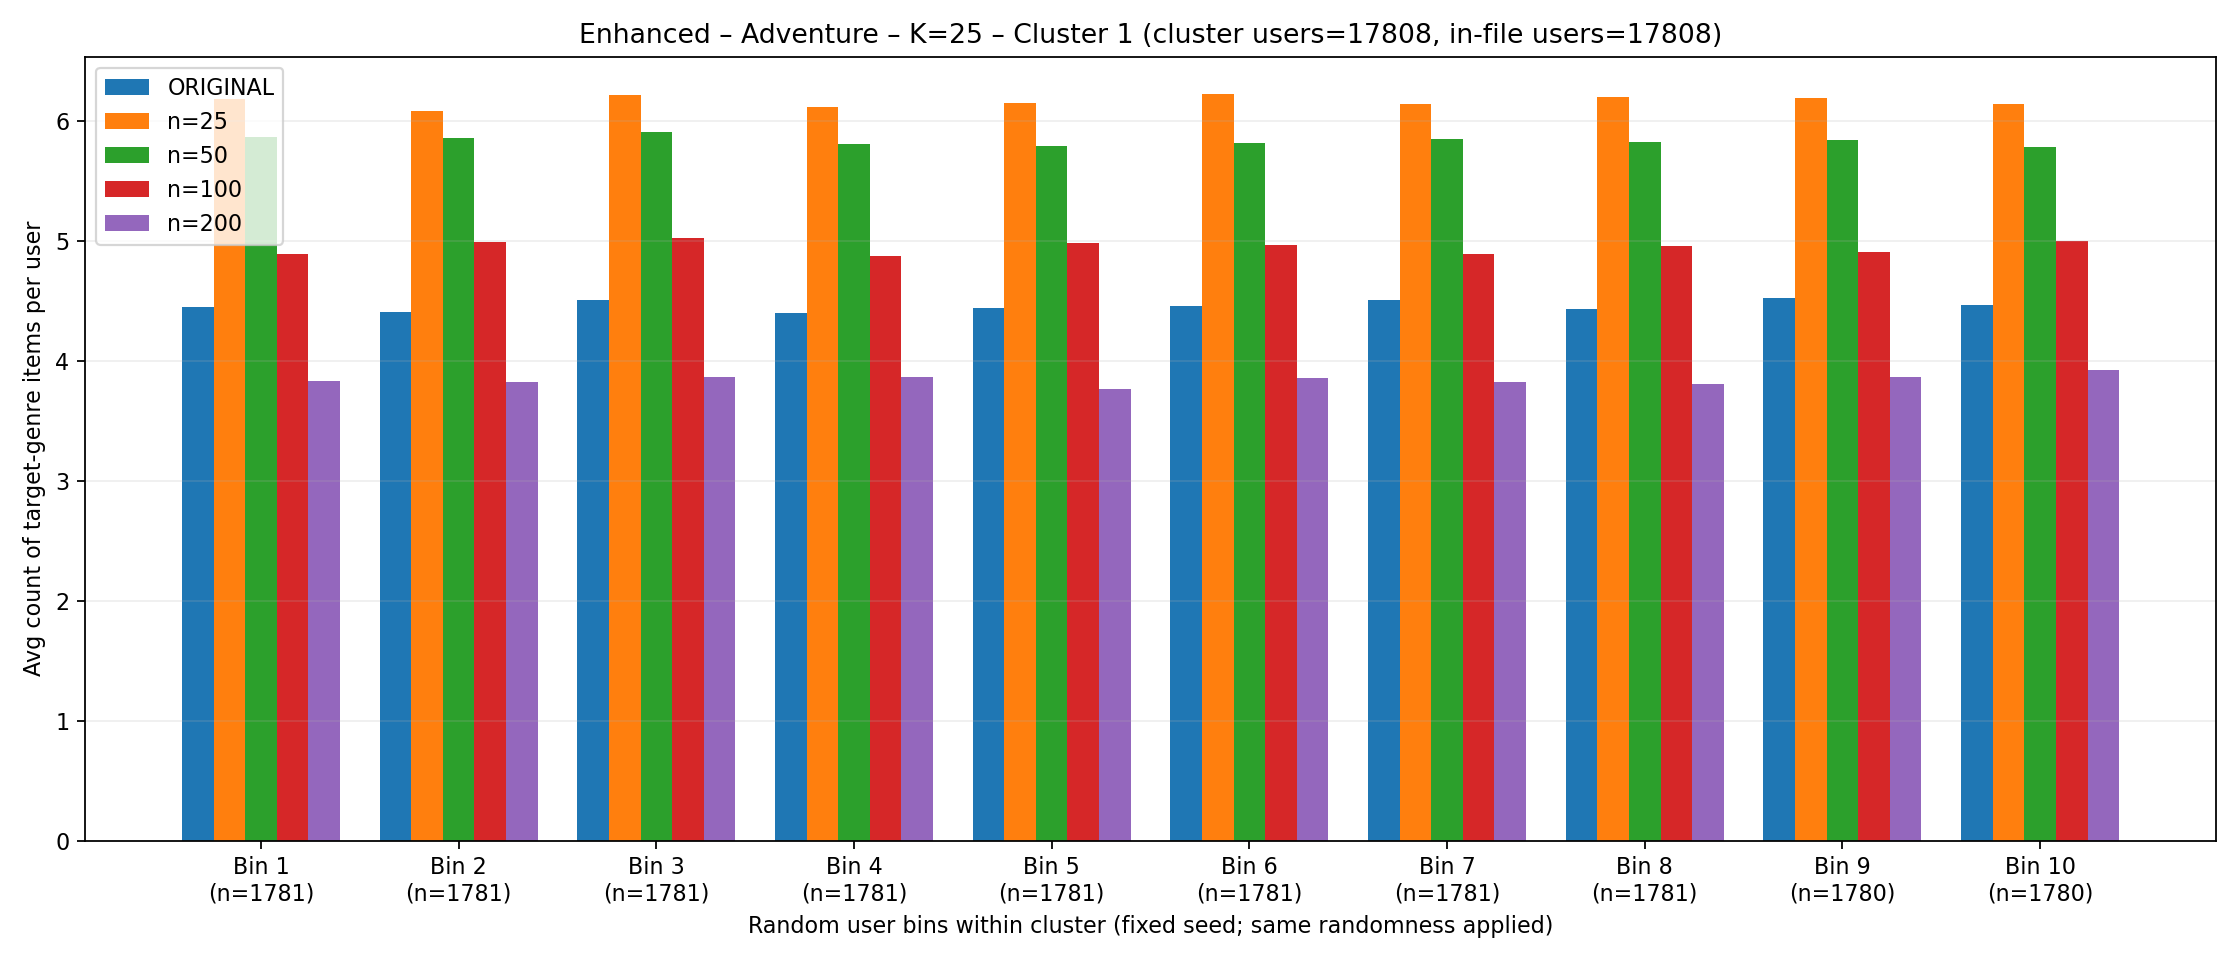 Enhanced – Adventure – K=25 – Cluster 1 (cluster users=17808, in-file users=17808)
ORIGINAL
n=25
n=50
n=100
n=200
Avg count of target-genre items per user
6
5
4
3
2
1
0
Bin 1
(n=1781)
Bin 2
(n=1781)
Bin 3
(n=1781)
Bin 4
(n=1781)
Bin 5
(n=1781)
Bin 6
(n=1781)
Bin 7
(n=1781)
Bin 8
(n=1781)
Bin 9
(n=1780)
Bin 10
(n=1780)
Random user bins within cluster (fixed seed; same randomness applied)